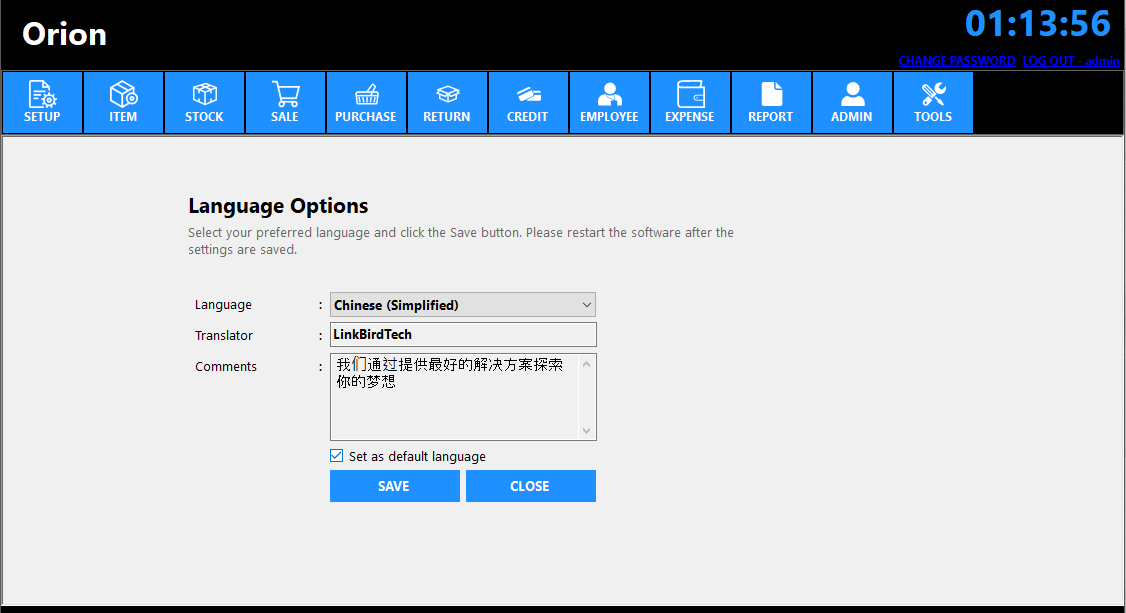 Orion
01:13:56
CHANGE PASSWORD LOG OUT - admin
SETUP ITEM STOCK SALE PURCHASE RETURN CREDIT EMPLOYEE EXPENSE REPORT ADMIN TOOLS
Language Options
Select your preferred language and click the Save button. Please restart the software after the
settings are saved.
Language : Chinese (Simplified)
Translator : LinkBirdTech
Comments : 我们通过提供最好的解决方案探索
你的梦想
Set as default language
SAVE CLOSE